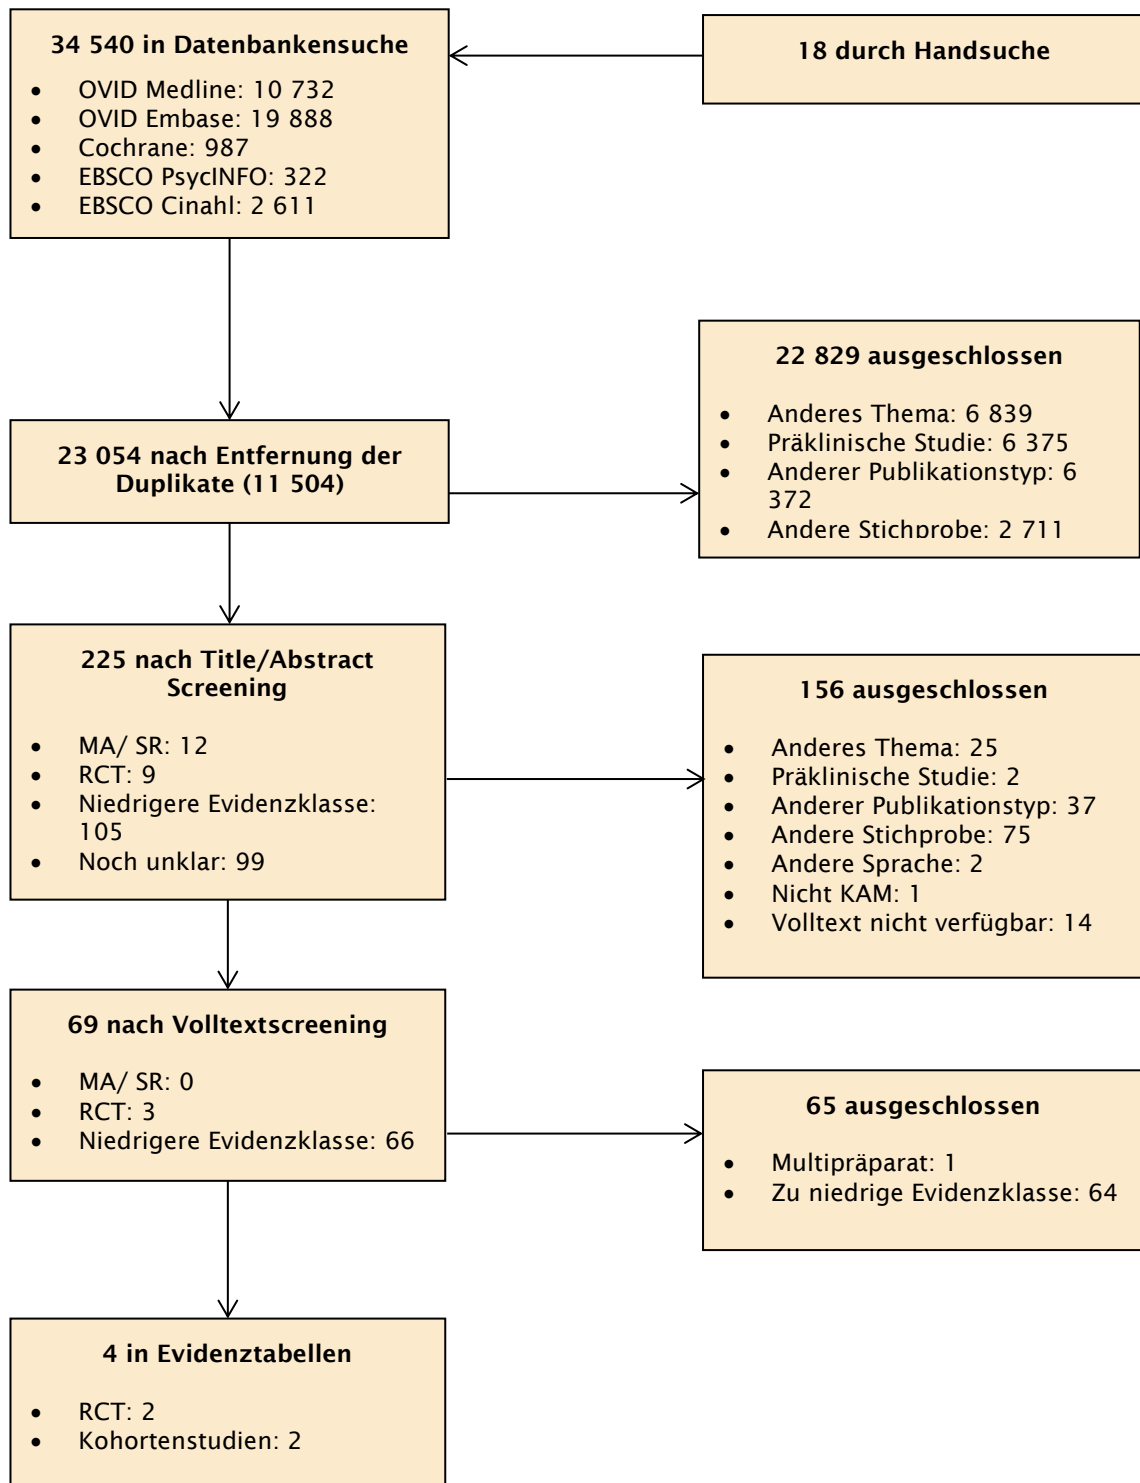 34 540 in Datenbankensuche
• OVID Medline: 10 732
• OVID Embase: 19 888
• Cochrane: 987
• EBSCO PsycINFO: 322
• EBSCO Cinahl: 2 611
18 durch Handsuche
22 829 ausgeschlossen
• Anderes Thema: 6 839
• Präklinische Studie: 6 375
• Anderer Publikationstyp: 6
372
• Andere Stichprobe: 2 711
23 054 nach Entfernung der
Duplikate (11 504)
225 nach Title/Abstract
Screening
• MA/ SR: 12
• RCT: 9
• Niedrigere Evidenzklasse:
105
• Noch unklar: 99
156 ausgeschlossen
• Anderes Thema: 25
• Präklinische Studie: 2
• Anderer Publikationstyp: 37
• Andere Stichprobe: 75
• Andere Sprache: 2
• Nicht KAM: 1
• Volltext nicht verfügbar: 14
69 nach Volltextscreening
• MA/ SR: 0
• RCT: 3
• Niedrigere Evidenzklasse: 66
65 ausgeschlossen
• Multipräparat: 1
• Zu niedrige Evidenzklasse: 64
4 in Evidenztabellen
• RCT: 2
• Kohortenstudien: 2